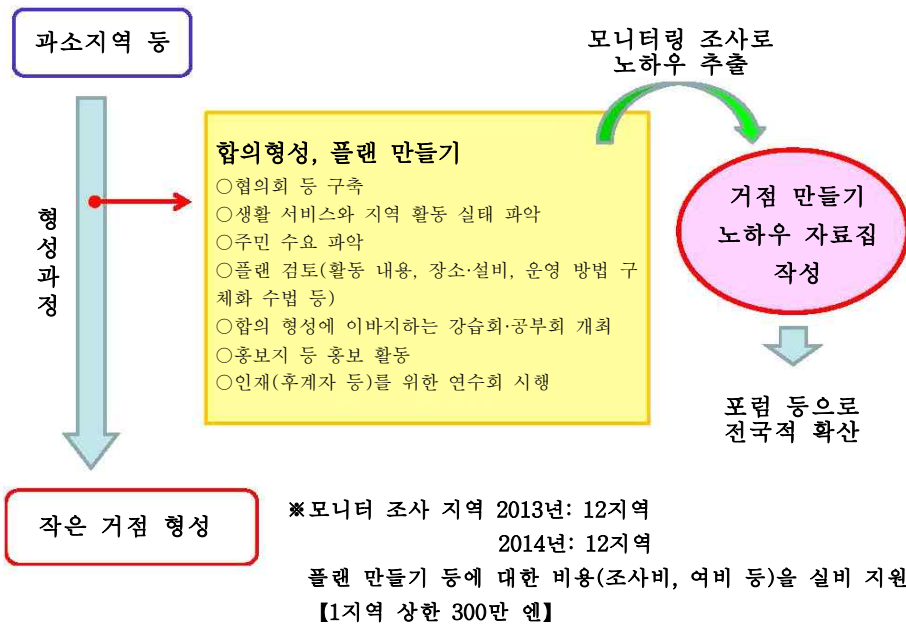 과소지역 등
모니터링 조사로
노하우 추출
합의형성, 플랜 만들기
○협의회 등 구축
○생활 서비스와 지역 활동 실태 파악
○주민 수요 파악
○플랜 검토(활동 내용, 장소·설비, 운영 방법 구
체화 수법 등)
○합의 형성에 이바지하는 강습회·공부회 개최
○홍보지 등 홍보 활동
○인재(후계자 등)를 위한 연수회 시행
형
성
과
정
거점 만들기
노하우 자료집
작성
포럼 등으로
전국적 확산
작은 거점 형성
※모니터 조사 지역 2013년: 12지역
2014년: 12지역
플랜 만들기 등에 대한 비용(조사비, 여비 등)을 실비 지원
【1지역 상한 300만 엔】